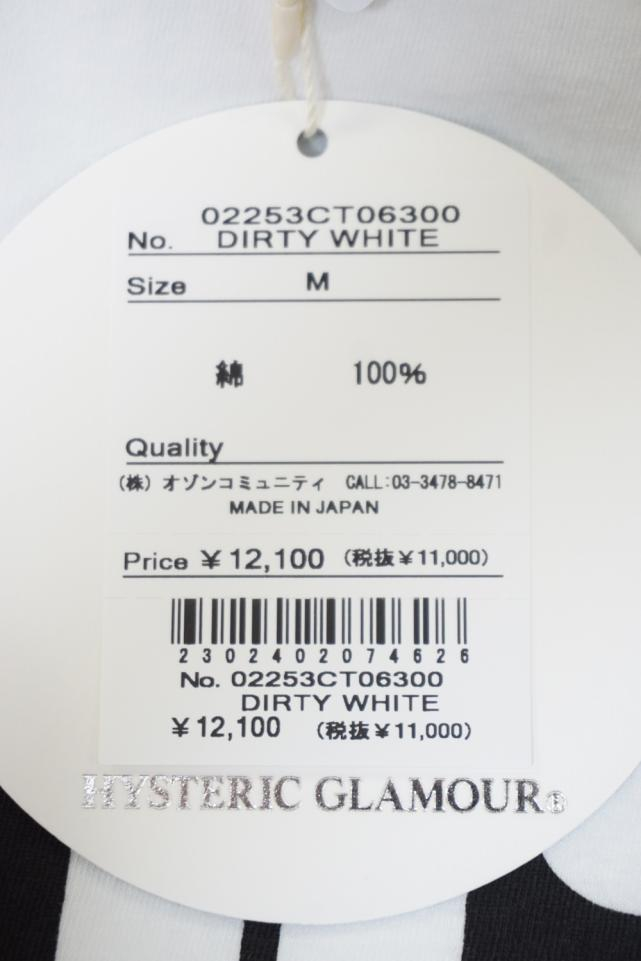 02253CT06300
No. DIRTY WHITE
Size M
綿 100%
Quality
(株) オゾンコミュニティ CALL:03-3478-8471
MADE IN JAPAN
Price ¥12,100 (税抜¥11,000)
2302402074626
No. 02253CT06300
DIRTY WHITE
¥12,100 (税抜¥11,000)
HYSTERIC GLAMOUR®